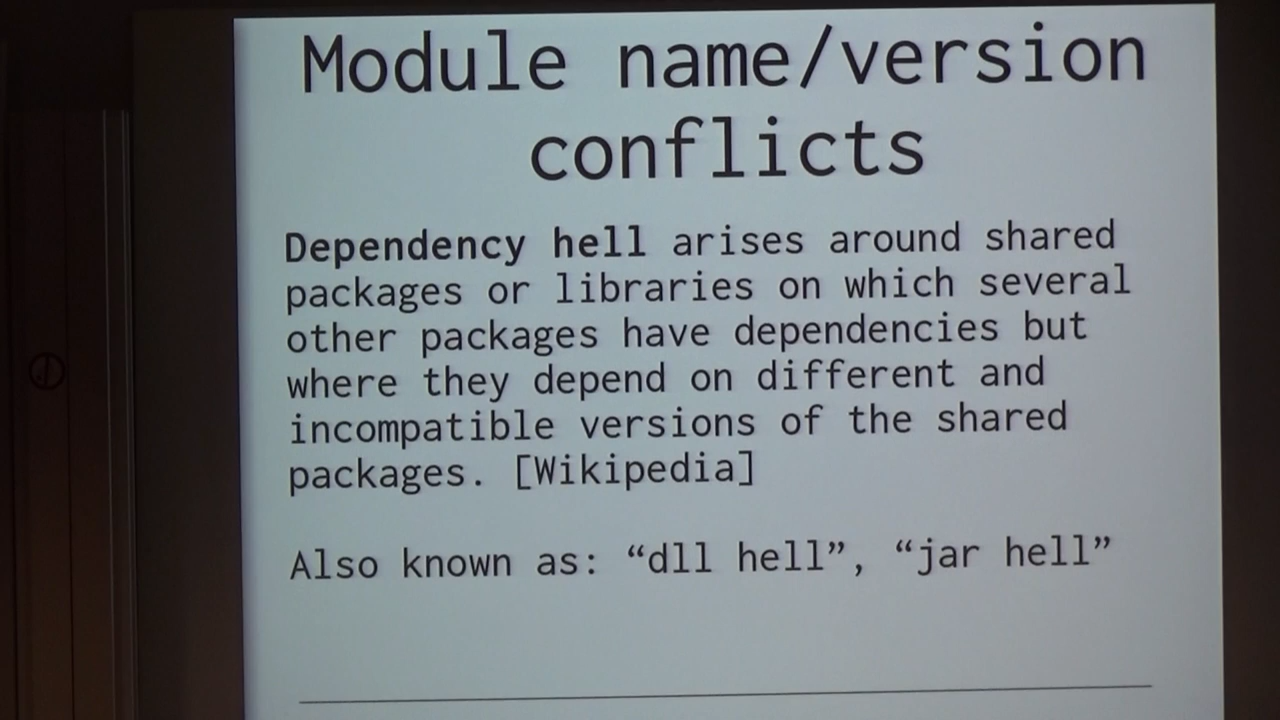 Module name/version
conflicts
Dependency hell arises around shared
packages or libraries on which several
other packages have dependencies but
where they depend on different and
incompatible versions of the shared
packages. [Wikipedia]
Also known as: “dll hell”, “jar hell”